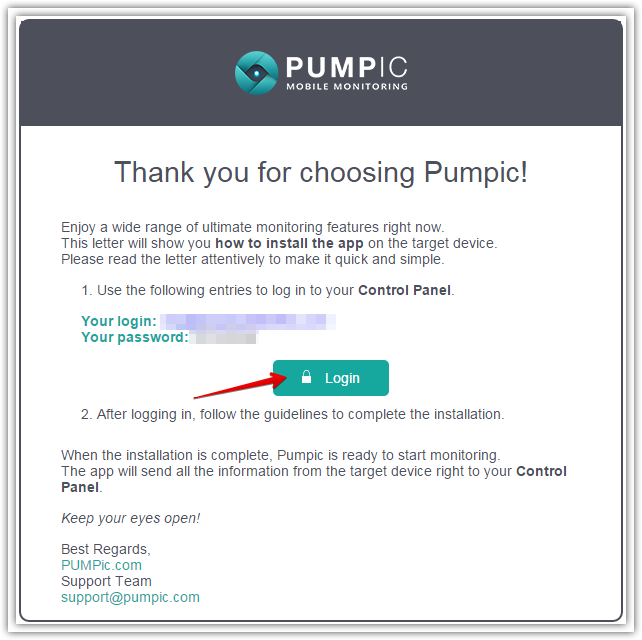 PUMPIC
MOBILE MONITORING
Thank you for choosing Pumpic!
Enjoy a wide range of ultimate monitoring features right now.
This letter will show you how to install the app on the target device.
Please read the letter attentively to make it quick and simple.
1. Use the following entries to log in to your Control Panel.
Your login:
Your password:
Login
2. After logging in, follow the guidelines to complete the installation.
When the installation is complete, Pumpic is ready to start monitoring.
The app will send all the information from the target device right to your Control
Panel.
Keep your eyes open!
Best Regards,
PUMPic.com
Support Team
support@pumpic.com